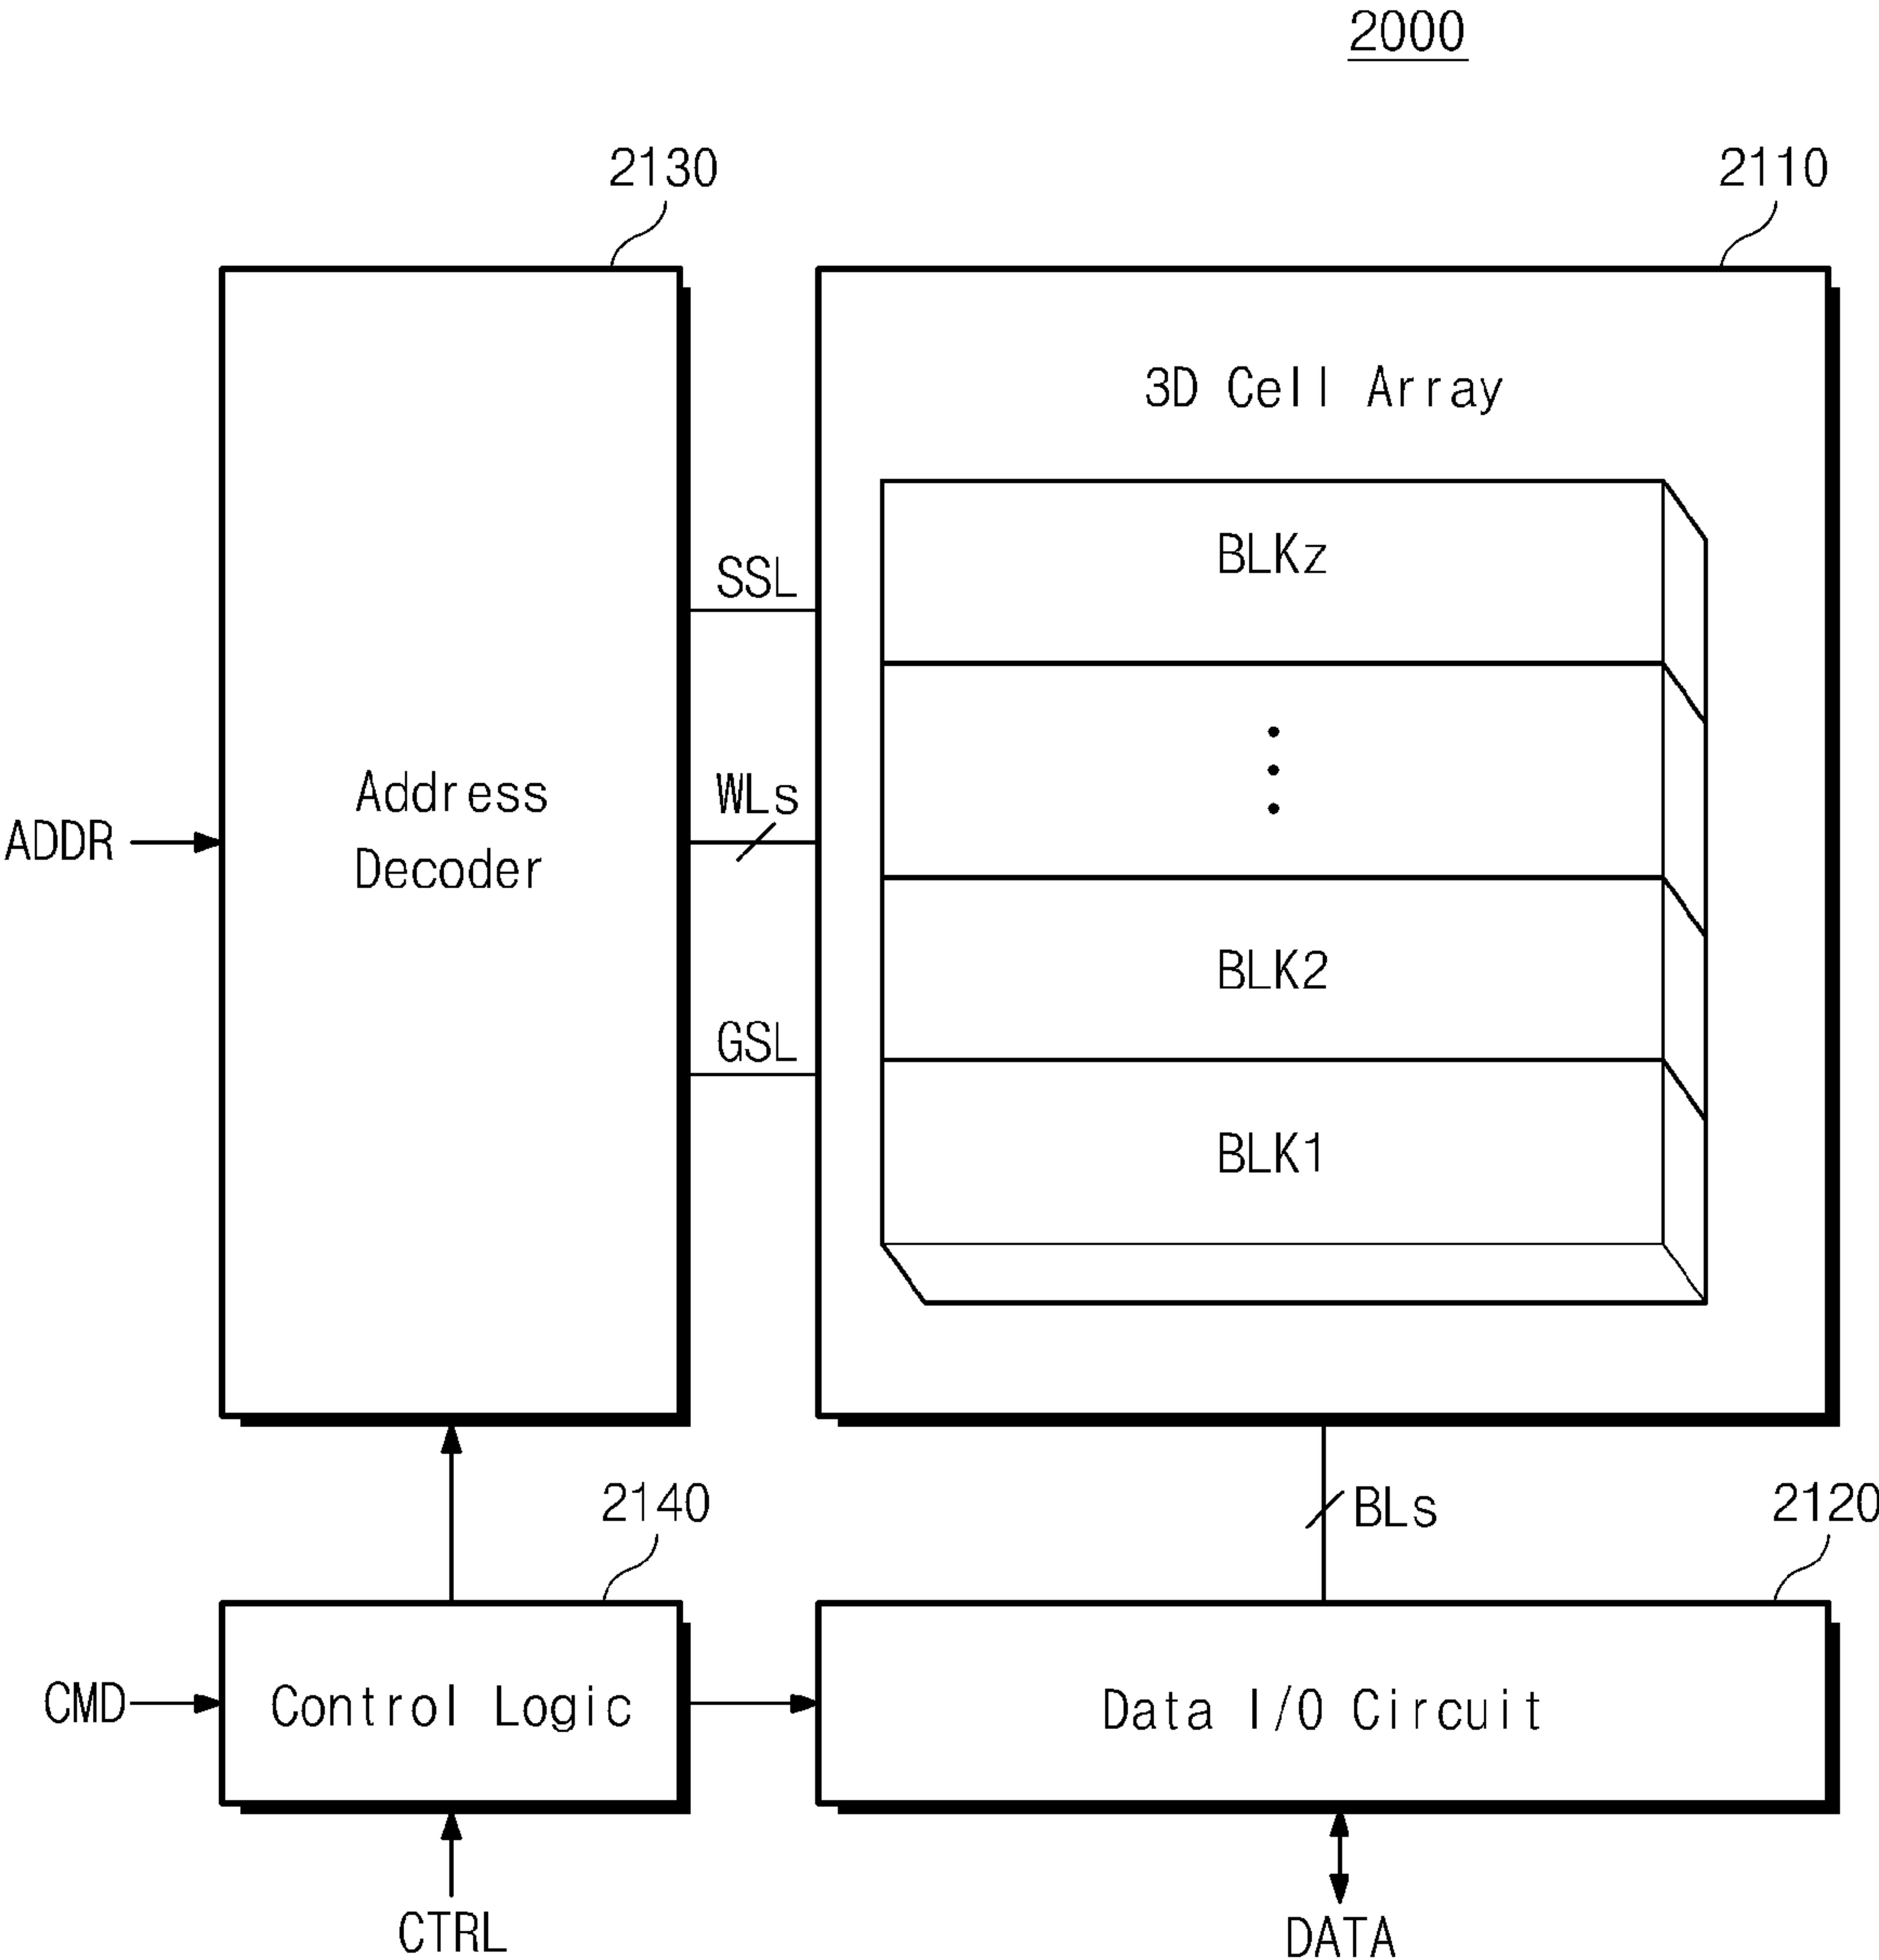 2000
2130
2110
3D Cell Array
BLKz
SSL
WLs
Address
Decoder
ADDR
BLK2
GSL
BLK1
2140
BLs
2120
CMD
Control Logic
Data I/O Circuit
CTRL
DATA